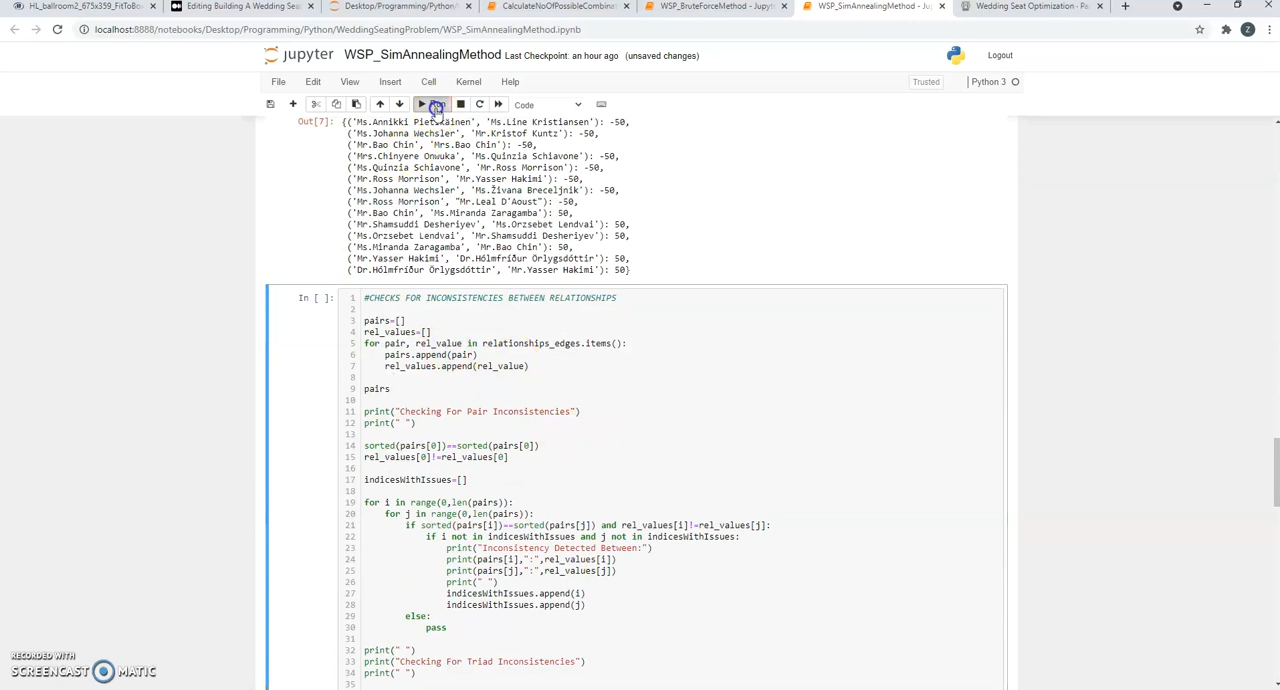 HL_ballroom2_675x359_FitToBo
Editing Building A Wedding Sea
Desktop/Programming/Python/
CalculateNoOfPossibleCombina
WSP_BruteForceMethod - Jupyte
WSP_SimAnnealingMethod - Ju
Wedding Seat Optimization - Pa
localhost:8888/notebooks/Desktop/Programming/Python/WeddingSeatingProblem/WSP_SimAnnealingMethod.ipynb
Z
jupyter WSP_SimAnnealingMethod Last Checkpoint: an hour ago (unsaved changes) Logout
File Edit View Insert Cell Kernel Help Trusted Python 3
Run Code
Out[7]: {('Ms.Annikki Pietskäinen', 'Ms.Line Kristiansen'): -50,
('Ms.Johanna Wechsler', 'Mr.Kristof Kuntz'): -50,
('Mr.Bao Chin', 'Mrs.Bao Chin'): -50,
('Mrs.Chinyere Onwuka', 'Ms.Quinzia Schiavone'): -50,
('Ms.Quinzia Schiavone', 'Mr.Ross Morrison'): -50,
('Mr.Ross Morrison', 'Mr.Yasser Hakimi'): -50,
('Ms.Johanna Wechsler', 'Ms.Živana Breceljnik'): -50,
('Mr.Ross Morrison', "Mr.Leal D'Aoust"): -50,
('Mr.Bao Chin', 'Ms.Miranda Zaragamba'): 50,
('Mr.Shamsuddi Desheriyev', 'Ms.Orzsebet Lendvai'): 50,
('Ms.Orzsebet Lendvai', 'Mr.Shamsuddi Desheriyev'): 50,
('Ms.Miranda Zaragamba', 'Mr.Bao Chin'): 50,
('Mr.Yasser Hakimi', 'Dr.Hólmfríður Örlygsdóttir'): 50,
('Dr.Hólmfríður Örlygsdóttir', 'Mr.Yasser Hakimi'): 50}
In [ ]: 1 #CHECKS FOR INCONSISTENCIES BETWEEN RELATIONSHIPS
2
3 pairs=[]
4 rel_values=[]
5 for pair, rel_value in relationships_edges.items():
6 pairs.append(pair)
7 rel_values.append(rel_value)
8
9 pairs
10
11 print("Checking For Pair Inconsistencies")
12 print(" ")
13
14 sorted(pairs[0])==sorted(pairs[0])
15 rel_values[0]!=rel_values[0]
16
17 indicesWithIssues=[]
18
19 for i in range(0,len(pairs)):
20 for j in range(0,len(pairs)):
21 if sorted(pairs[i])==sorted(pairs[j]) and rel_values[i]!=rel_values[j]:
22 if i not in indicesWithIssues and j not in indicesWithIssues:
23 print("Inconsistency Detected Between:")
24 print(pairs[i],":",rel_values[i])
25 print(pairs[j],":",rel_values[j])
26 print(" ")
27 indicesWithIssues.append(i)
28 indicesWithIssues.append(j)
29 else:
30 pass
31
32 print(" ")
33 print("Checking For Triad Inconsistencies")
34 print(" ")
35
RECORDED WITH
SCREENCAST MATIC